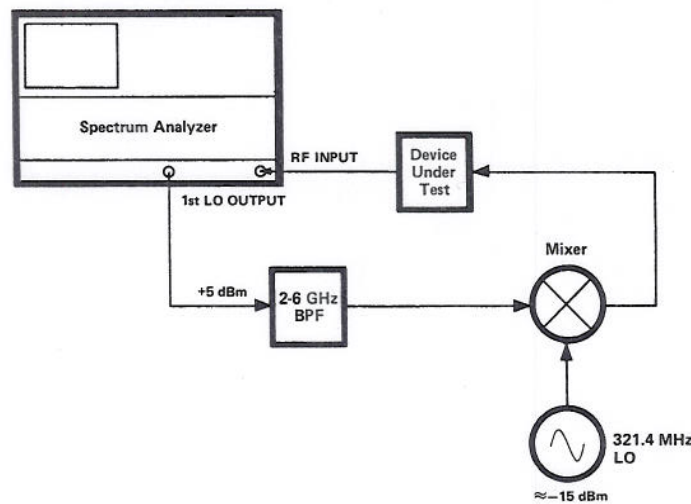 Spectrum Analyzer
RF INPUT
Device
Under
Test
1st LO OUTPUT
Mixer
+5 dBm
2-6 GHz
BPF
321.4 MHz
LO
≈−15 dBm